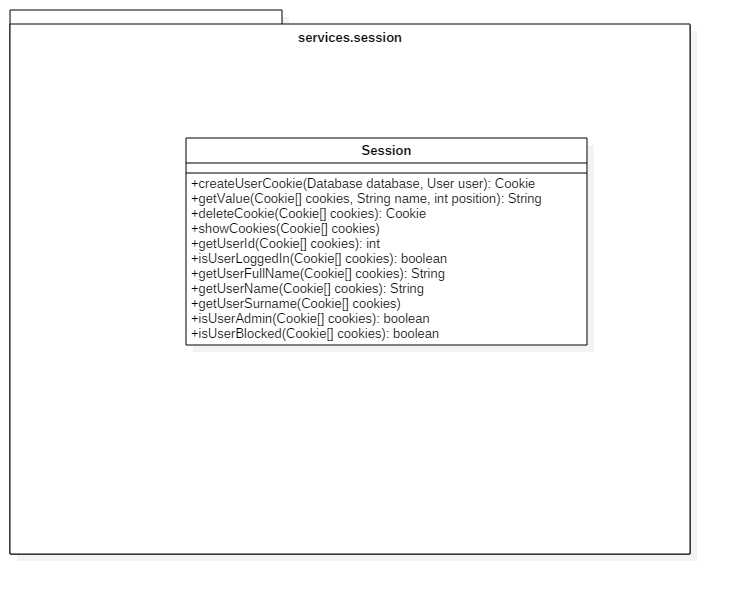 services.session
Session
+createUserCookie(Database database, User user): Cookie
+getValue(Cookie[] cookies, String name, int position): String
+deleteCookie(Cookie[] cookies): Cookie
+showCookies(Cookie[] cookies)
+getUserId(Cookie[] cookies): int
+isUserLoggedIn(Cookie[] cookies): boolean
+getUserFullName(Cookie[] cookies): String
+getUserName(Cookie[] cookies): String
+getUserSurname(Cookie[] cookies)
+isUserAdmin(Cookie[] cookies): boolean
+isUserBlocked(Cookie[] cookies): boolean